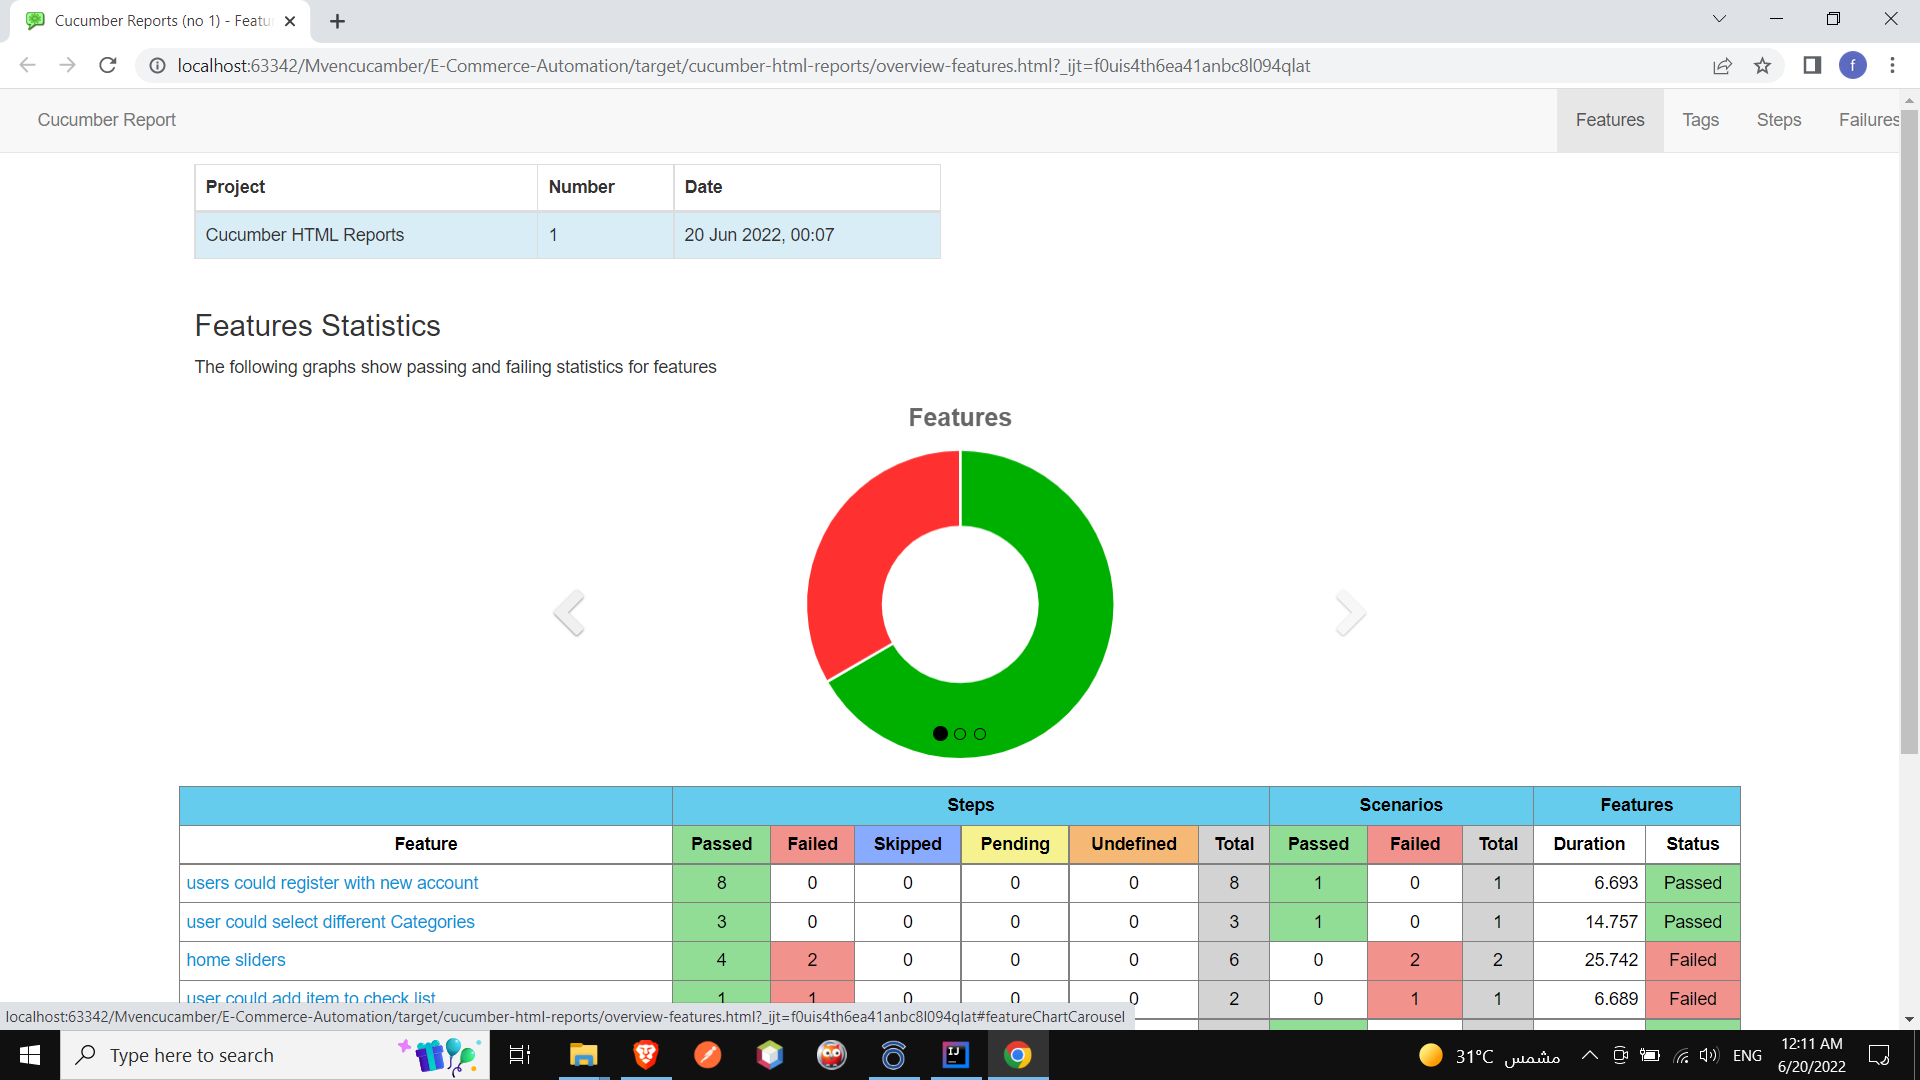 Cucumber Reports (no 1) - Featu
localhost:63342/Mvencucamber/E-Commerce-Automation/target/cucumber-html-reports/overview-features.html?_ijt=f0uis4th6ea41anbc8l094qlat
f
Cucumber Report
Features Tags Steps Failures
Project Number Date
Cucumber HTML Reports 1 20 Jun 2022, 00:07
Features Statistics
The following graphs show passing and failing statistics for features
Features
Steps Scenarios Features
Feature Passed Failed Skipped Pending Undefined Total Passed Failed Total Duration Status
users could register with new account 8 0 0 0 0 8 1 0 1 6.693 Passed
user could select different Categories 3 0 0 0 0 3 1 0 1 14.757 Passed
home sliders 4 2 0 0 0 6 0 2 2 25.742 Failed
user could add item to check list 1 1 0 0 0 2 0 1 1 6.689 Failed
localhost:63342/Mvencucamber/E-Commerce-Automation/target/cucumber-html-reports/overview-features.html?_ijt=f0uis4th6ea41anbc8l094qlat#featureChartCarousel
Type here to search
IJ
31°C مشمس
ENG
12:11 AM
6/20/2022